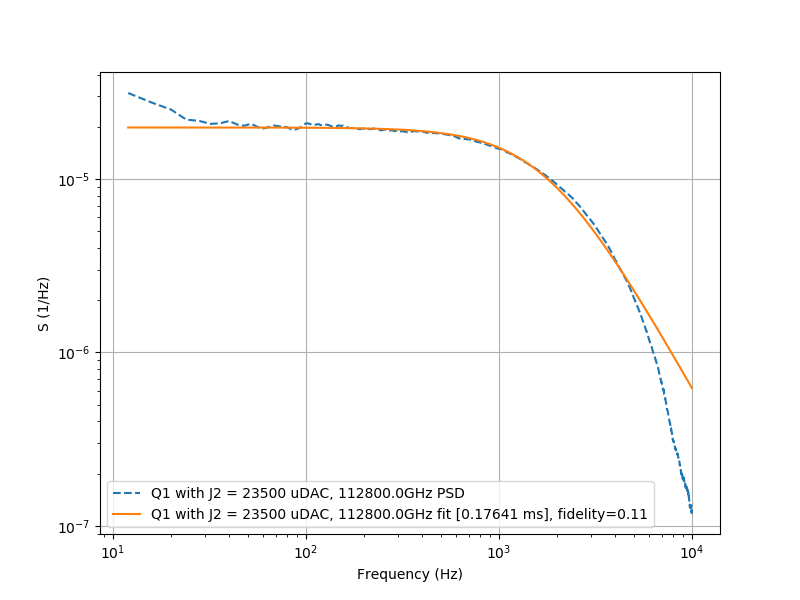 10⁻⁵
10⁻⁶
10⁻⁷
S (1/Hz)
Q1 with J2 = 23500 uDAC, 112800.0GHz PSD
Q1 with J2 = 23500 uDAC, 112800.0GHz fit [0.17641 ms], fidelity=0.11
10¹ 10² 10³ 10⁴
Frequency (Hz)